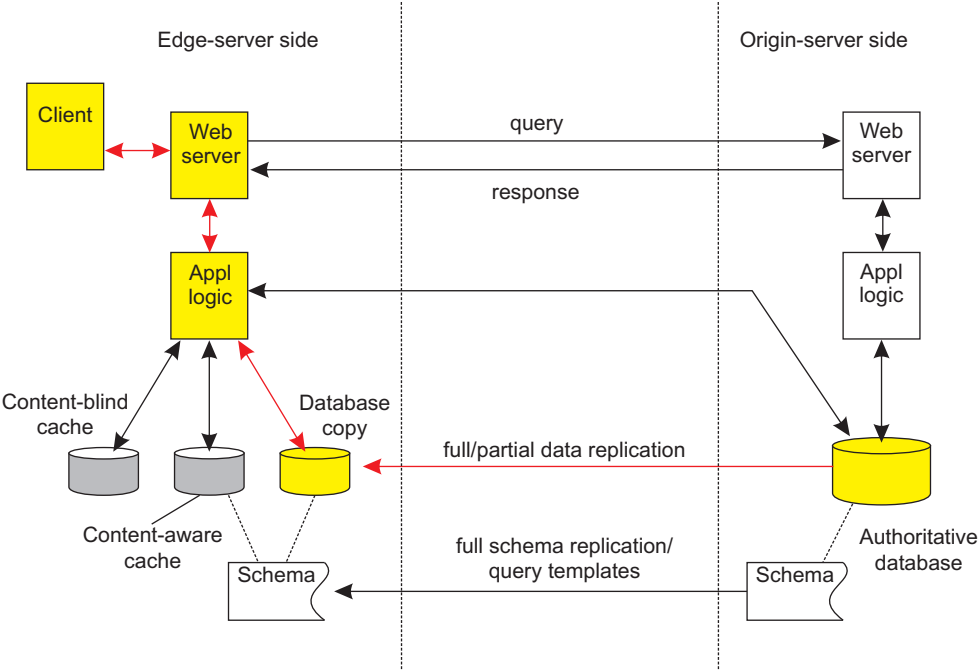 Edge-server side
Origin-server side
Client
Web
server
query
response
Web
server
Appl
logic
Appl
logic
Content-blind
cache
Database
copy
full/partial data replication
Content-aware
cache
full schema replication/
query templates
Authoritative
database
Schema
Schema